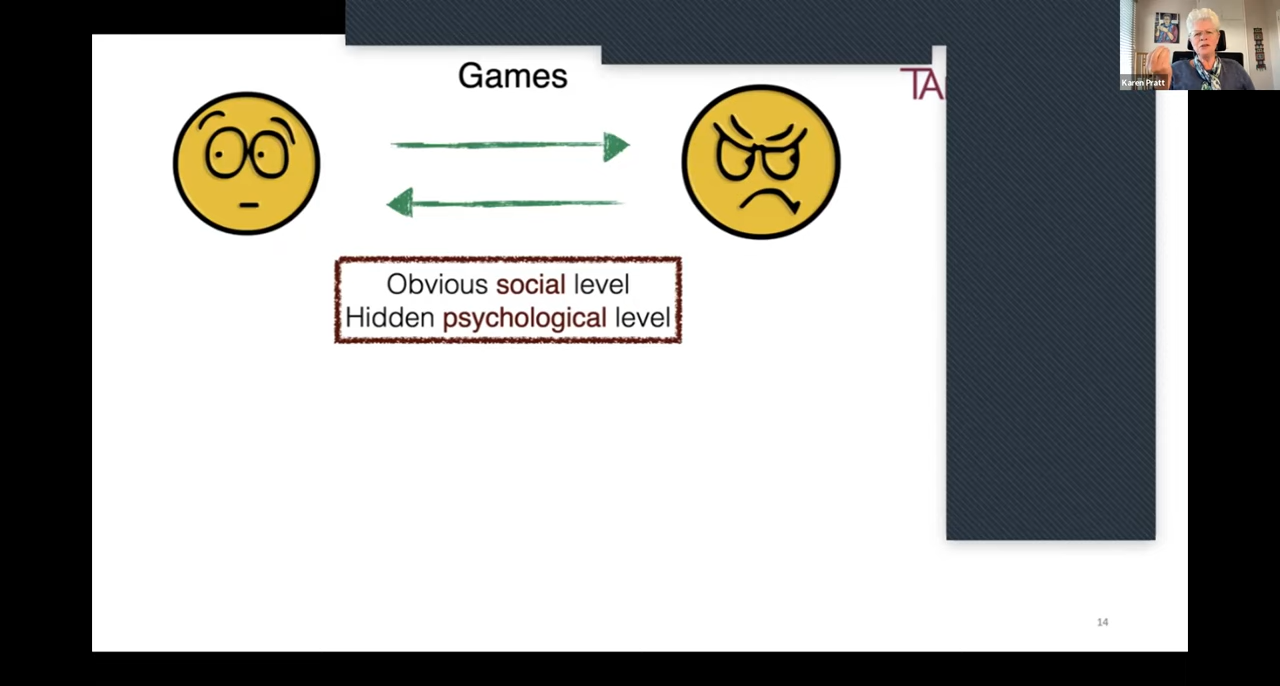 Games
TA
Karen Pratt
Obvious social level
Hidden psychological level
14